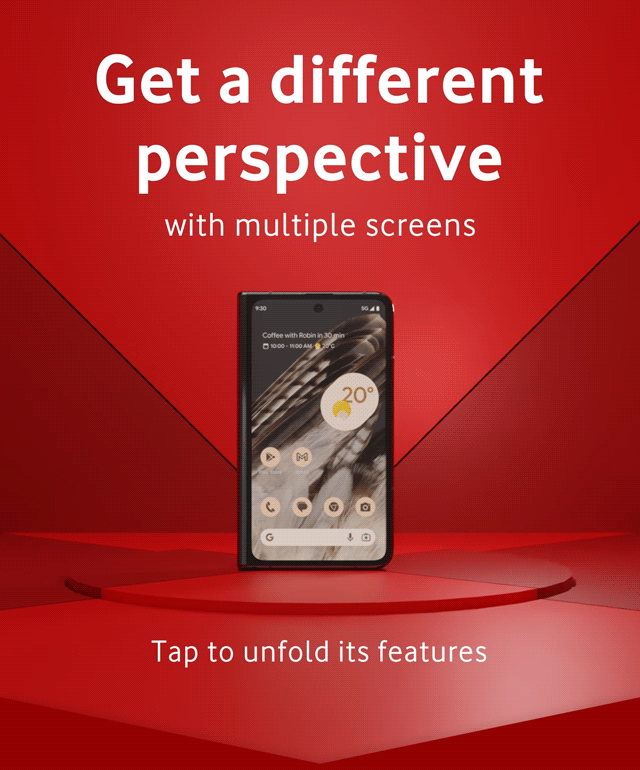 Get a different
perspective
with multiple screens
9:30
5G
Coffee with Robin in 30 min
10:00 - 11:00 AM
20°
G
Tap to unfold its features